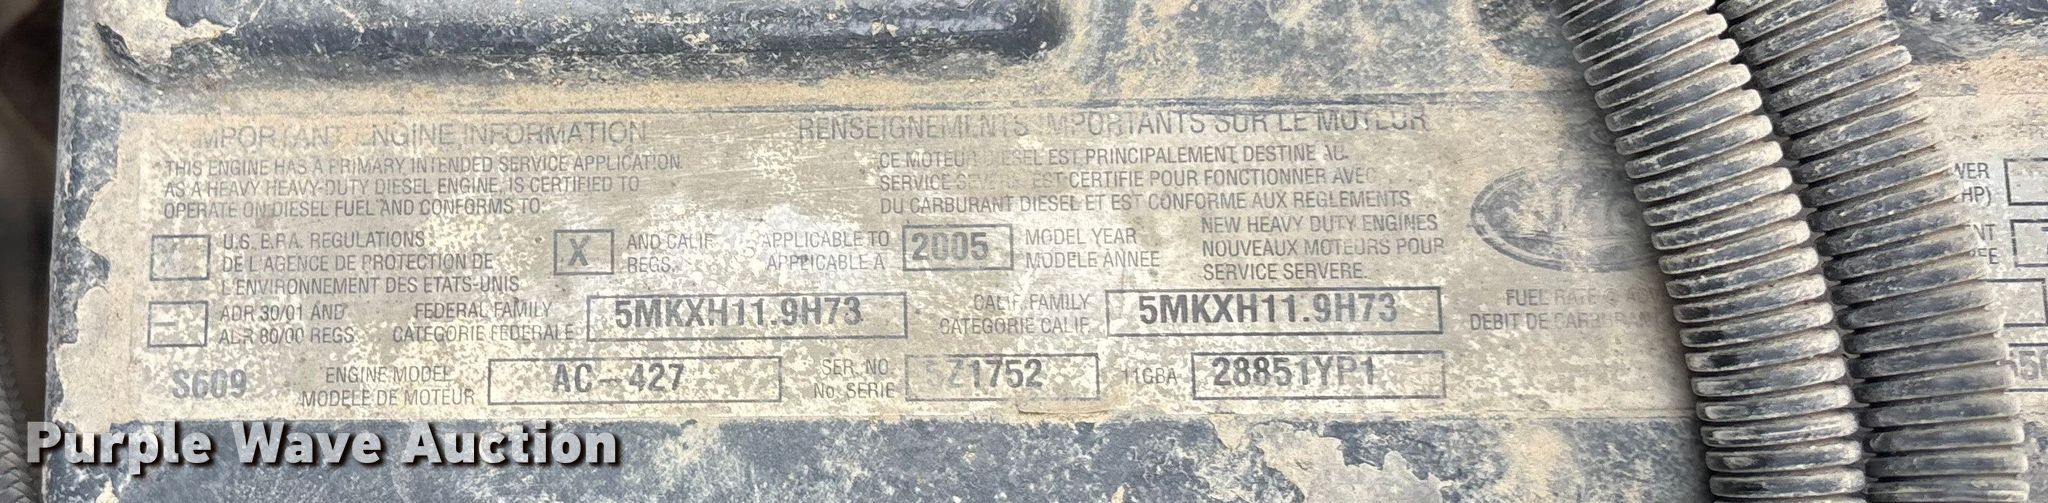 IMPORTANT ENGINE INFORMATION
THIS ENGINE HAS A PRIMARY INTENDED SERVICE APPLICATION
AS A HEAVY HEAVY-DUTY DIESEL ENGINE, IS CERTIFIED TO
OPERATE ON DIESEL FUEL AND CONFORMS TO:
RENSEIGNEMENTS IMPORTANTS SUR LE MOTEUR
CE MOTEUR DIESEL EST PRINCIPALEMENT DESTINE AU
SERVICE EST CERTIFIE POUR FONCTIONNER AVEC
DU CARBURANT DIESEL ET EST CONFORME AUX REGLEMENTS
X U.S. E.P.A. REGULATIONS
DE L'AGENCE DE PROTECTION DE
L'ENVIRONNEMENT DES ETATS-UNIS
X AND CALIF.
REGS.
APPLICABLE TO
APPLICABLE A
2005
MODEL YEAR
MODELE ANNEE
NEW HEAVY DUTY ENGINES
NOUVEAUX MOTEURS POUR
SERVICE SERVERE.
ADR 30/01 AND
ADR 80/00 REGS
FEDERAL FAMILY
CATEGORIE FEDERALE
5MKXH11.9H73
CALIF. FAMILY
CATEGORIE CALIF.
5MKXH11.9H73
FUEL RATE
DEBIT DE CARBURANT
S609
ENGINE MODEL
MODELE DE MOTEUR
AC-427
SER. NO
No. SERIE
5Z1752
11GBA
28851YP1
HP)
Purple Wave Auction